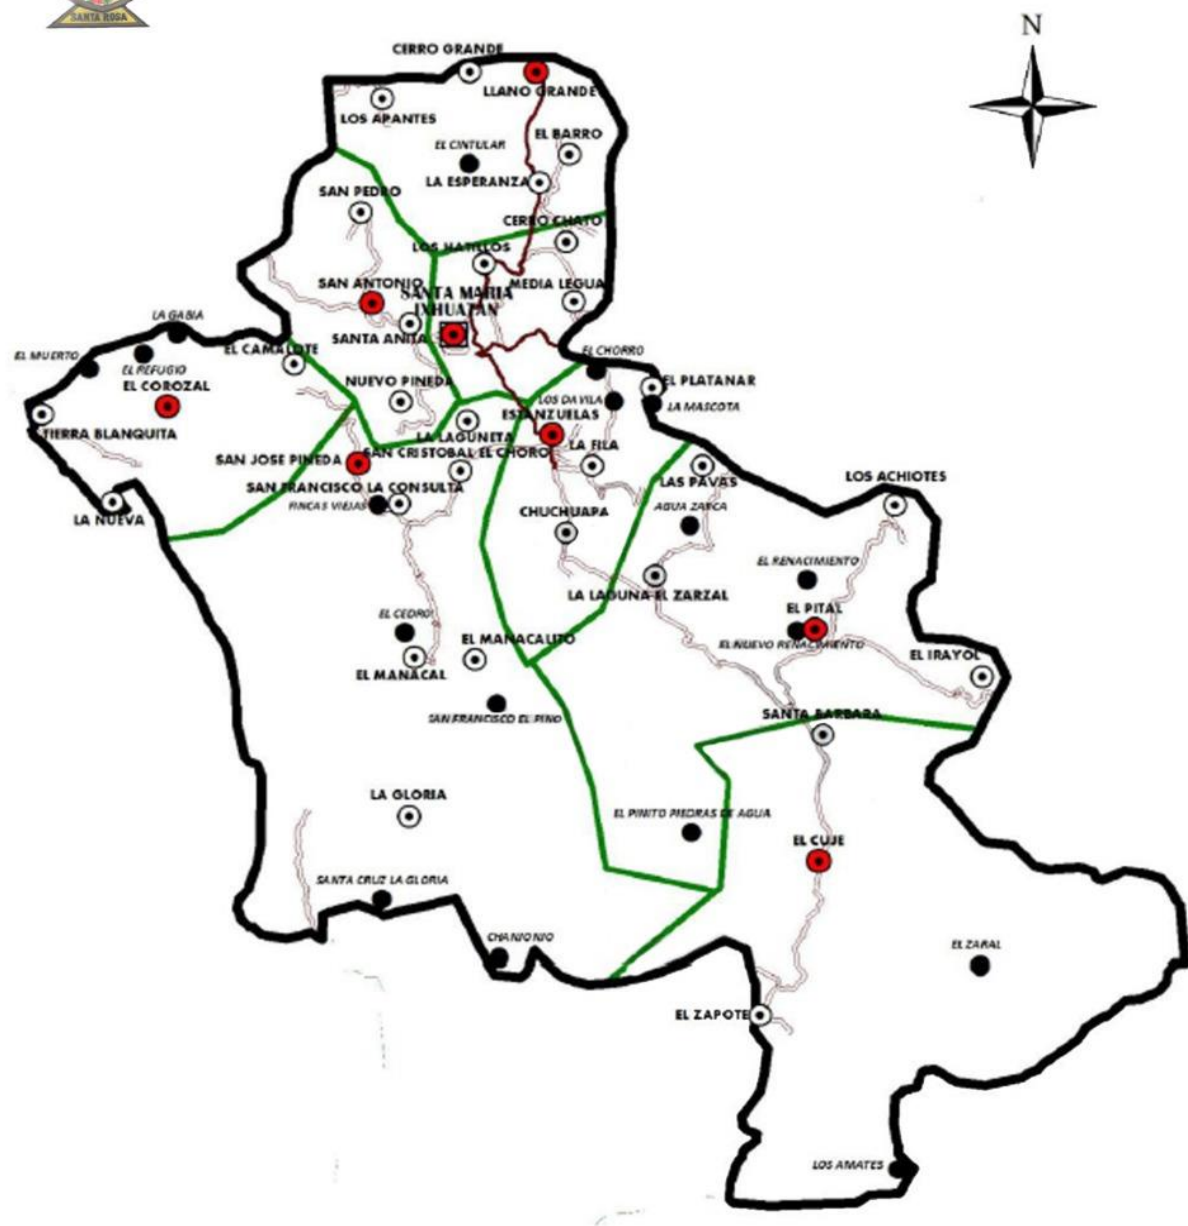 SANTA ROSA
N
CERRO GRANDE
LLANO GRANDE
LOS APANTES
EL BARRO
EL CINTULAR
LA ESPERANZA
SAN PEDRO
CERRO CHATO
LOS HATILLOS
SAN ANTONIO
MEDIA LEGUA
SANTA MARIA
IXHUATAN
LA GABIA
SANTA ANITA
EL MUERTO
EL REFUGIO
EL CAMALOTE
EL CHORRO
EL COROZAL
NUEVO PINEDA
EL PLATANAR
LOS DAVILA
LA MASCOTA
ESTANZUELAS
TIERRA BLANQUITA
LA LAGUNETA
LA FILA
SAN CRISTOBAL EL CHORO
SAN JOSE PINEDA
LAS PAVAS
LOS ACHIOTES
SAN FRANCISCO LA CONSULTA
FINCAS VIEJAS
LA NUEVA
CHUCHUAPA
AGUA ZARCA
EL RENACIMIENTO
LA LAGUNA EL ZARZAL
EL CEDRO
EL PITAL
EL MANACALITO
EL NUEVO RENACIMIENTO
EL IRAYOL
EL MANACAL
SAN FRANCISCO EL PINO
SANTA BARBARA
LA GLORIA
EL PINITO PIEDRAS DE AGUA
EL CUJE
SANTA CRUZ LA GLORIA
EL ZARAL
EL ZAPOTE
LOS AMATES